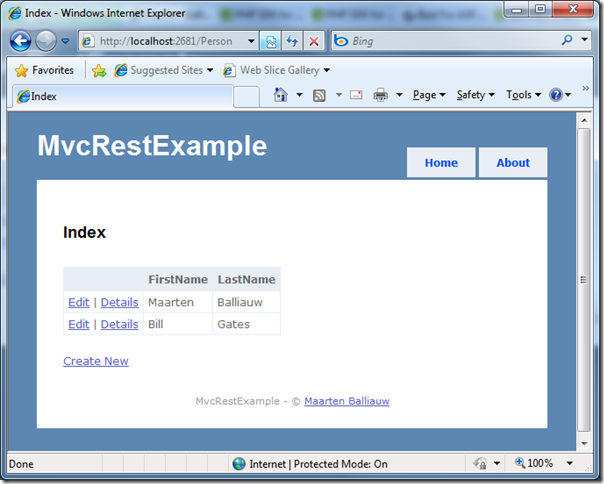 Index - Windows Internet Explorer
http://localhost:2681/Person
Bing
Favorites Suggested Sites Web Slice Gallery
Index Page Safety Tools
MvcRestExample
Home About
Index
FirstName LastName
Edit | Details Maarten Balliauw
Edit | Details Bill Gates
Create New
MvcRestExample - © Maarten Balliauw
Done Internet | Protected Mode: On 100%